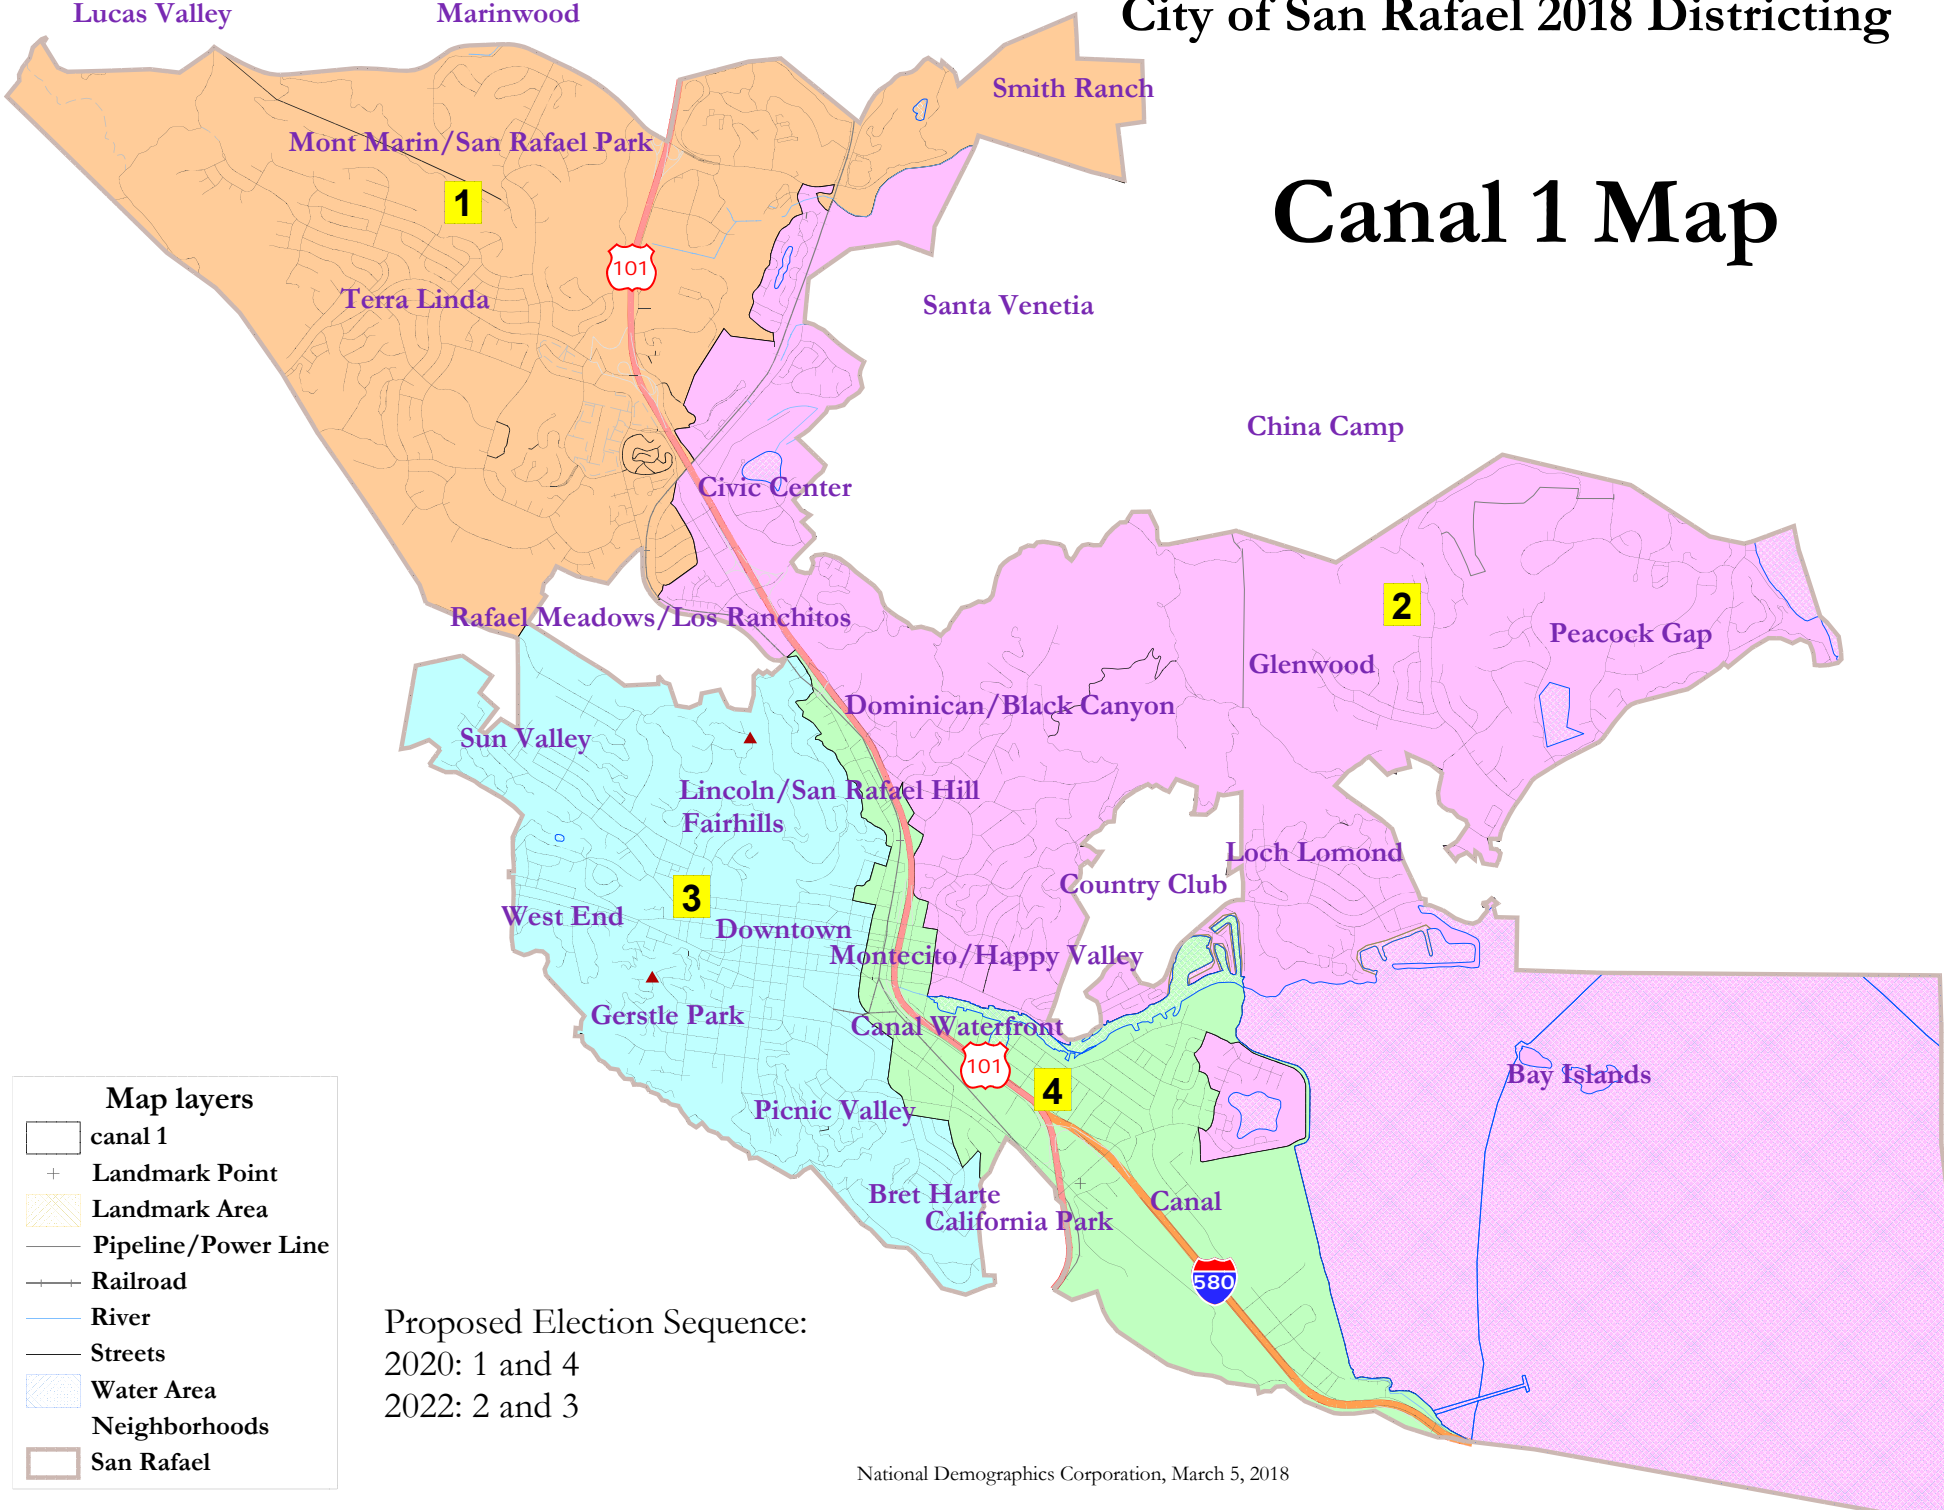 Lucas Valley
Marinwood
City of San Rafael 2018 Districting
Smith Ranch
Mont Marin/San Rafael Park
1
Canal 1 Map
101
Terra Linda
Santa Venetia
China Camp
Civic Center
2
Rafael Meadows/Los Ranchitos
Peacock Gap
Glenwood
Dominican/Black Canyon
Sun Valley
Lincoln/San Rafael Hill
Fairhills
Loch Lomond
Country Club
3
West End
Downtown
Montecito/Happy Valley
Gerstle Park
Canal Waterfront
101
4
Bay Islands
Picnic Valley
Bret Harte
Canal
California Park
580
Map layers
canal 1
Landmark Point
Landmark Area
Pipeline/Power Line
Railroad
River
Streets
Water Area
Neighborhoods
San Rafael
Proposed Election Sequence:
2020: 1 and 4
2022: 2 and 3
National Demographics Corporation, March 5, 2018